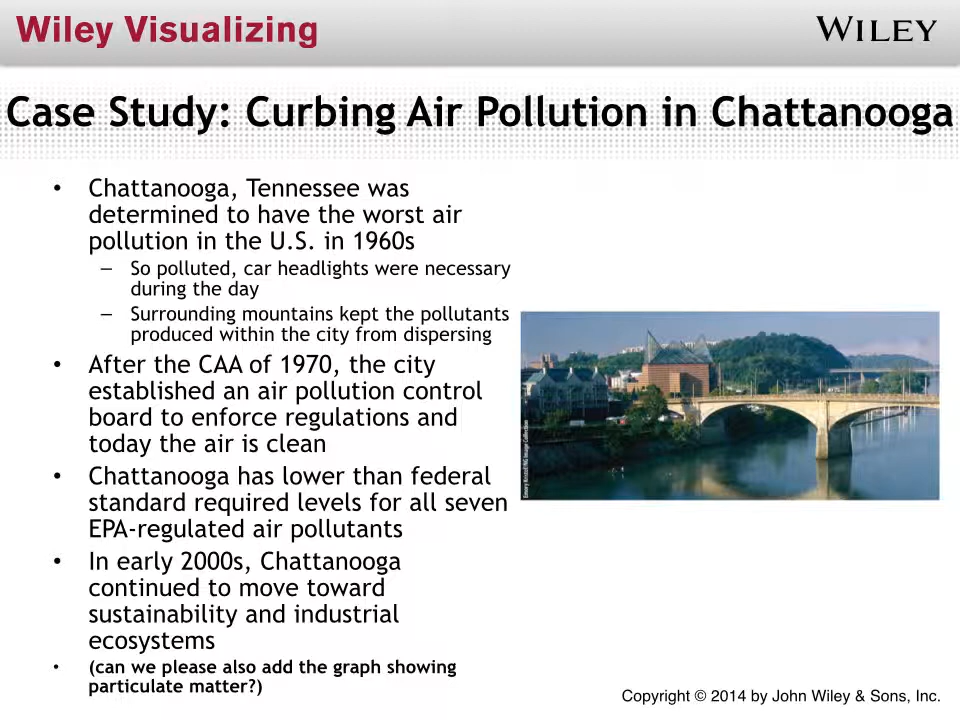 Wiley Visualizing
WILEY
Case Study: Curbing Air Pollution in Chattanooga
• Chattanooga, Tennessee was
determined to have the worst air
pollution in the U.S. in 1960s
– So polluted, car headlights were necessary
during the day
– Surrounding mountains kept the pollutants
produced within the city from dispersing
• After the CAA of 1970, the city
established an air pollution control
board to enforce regulations and
today the air is clean
• Chattanooga has lower than federal
standard required levels for all seven
EPA-regulated air pollutants
• In early 2000s, Chattanooga
continued to move toward
sustainability and industrial
ecosystems
• (can we please also add the graph showing
particulate matter?)
Image Collection
Copyright © 2014 by John Wiley & Sons, Inc.